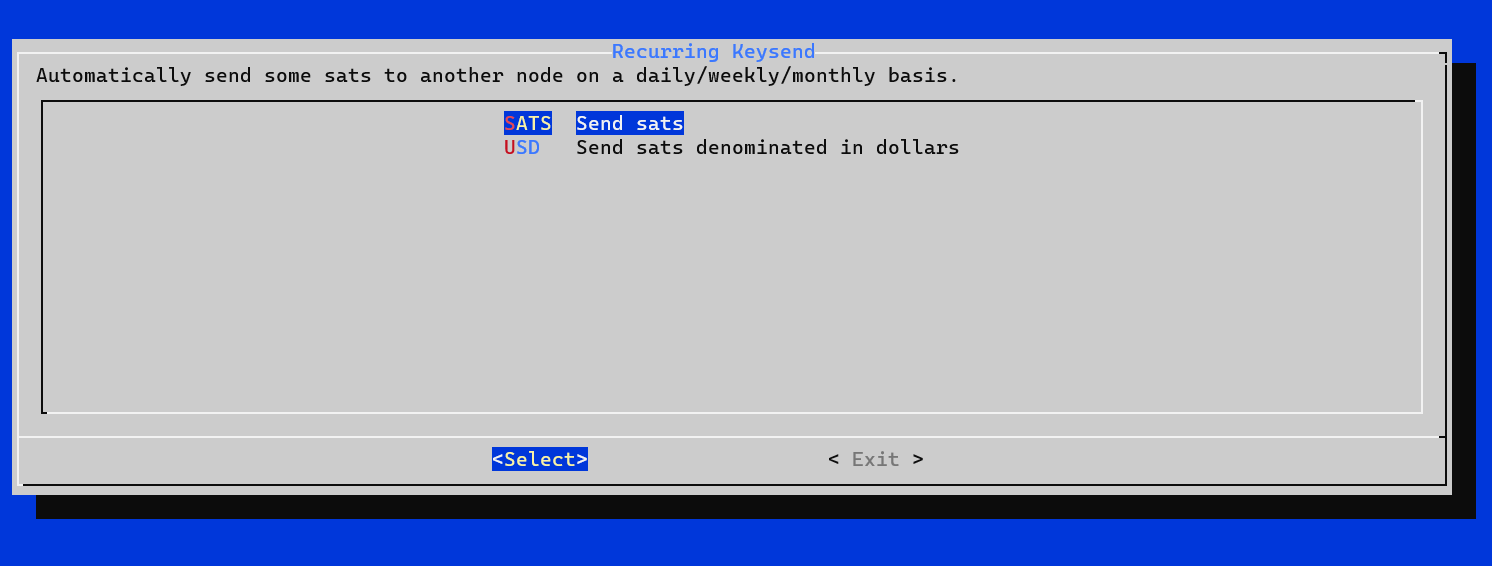 Recurring Keysend
Automatically send some sats to another node on a daily/weekly/monthly basis.
SATS Send sats
USD Send sats denominated in dollars
<Select> < Exit >